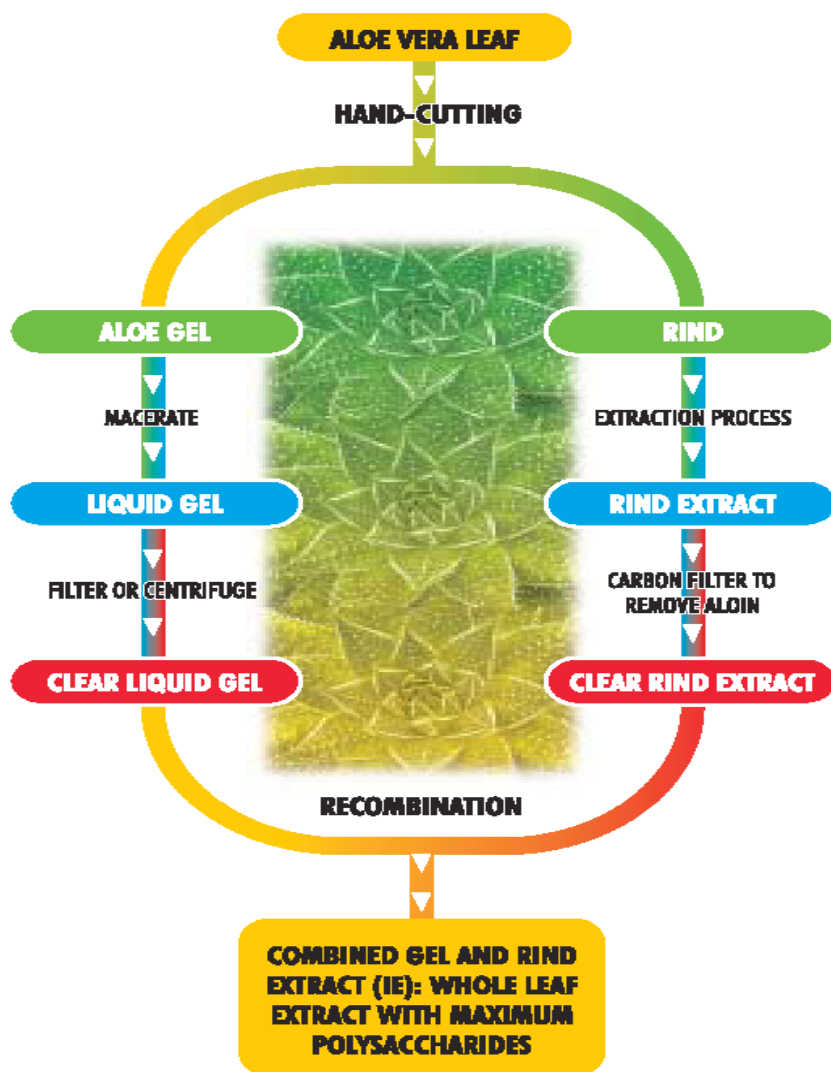 ALOE VERA LEAF
HAND-CUTTING
ALOE GEL
RIND
MACERATE
EXTRACTION PROCESS
LIQUID GEL
RIND EXTRACT
FILTER OR CENTRIFUGE
CARBON FILTER TO
REMOVE ALOIN
CLEAR LIQUID GEL
CLEAR RIND EXTRACT
RECOMBINATION
COMBINED GEL AND RIND
EXTRACT (IE): WHOLE LEAF
EXTRACT WITH MAXIMUM
POLYSACCHARIDES